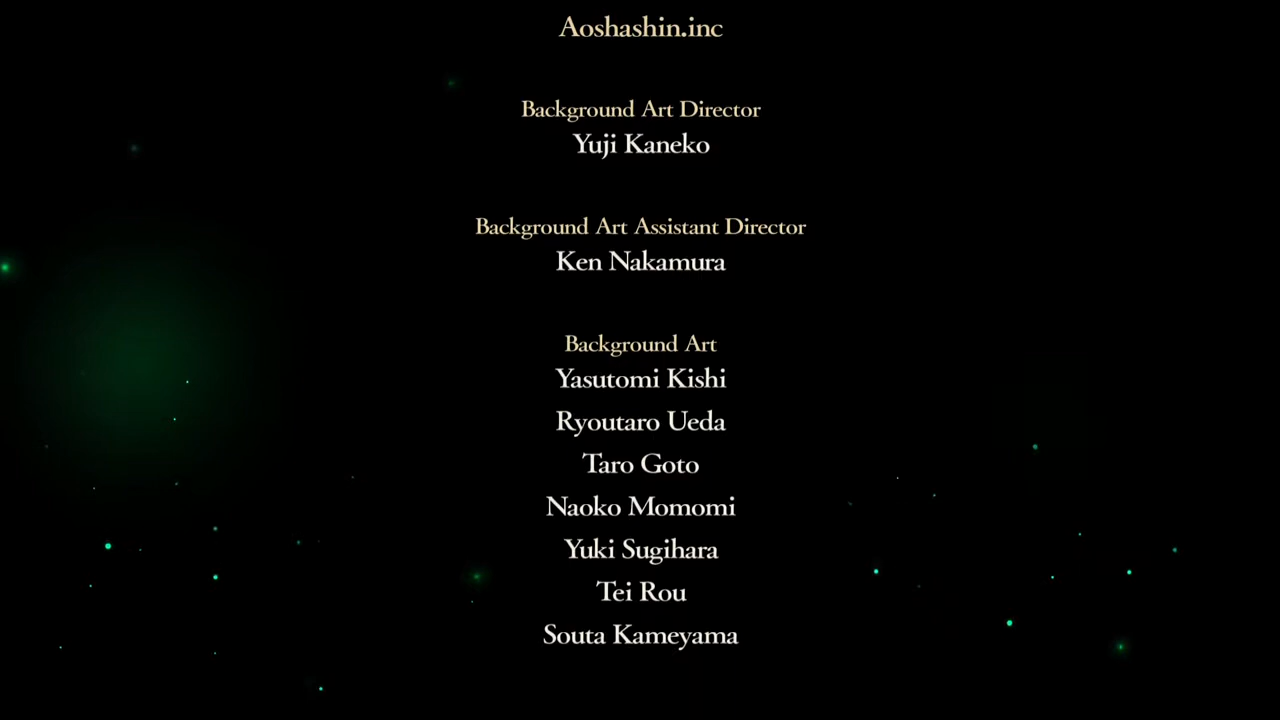 Aoshashin.inc
Background Art Director
Yuji Kaneko
Background Art Assistant Director
Ken Nakamura
Background Art
Yasutomi Kishi
Ryoutaro Ueda
Taro Goto
Naoko Momomi
Yuki Sugihara
Tei Rou
Souta Kameyama